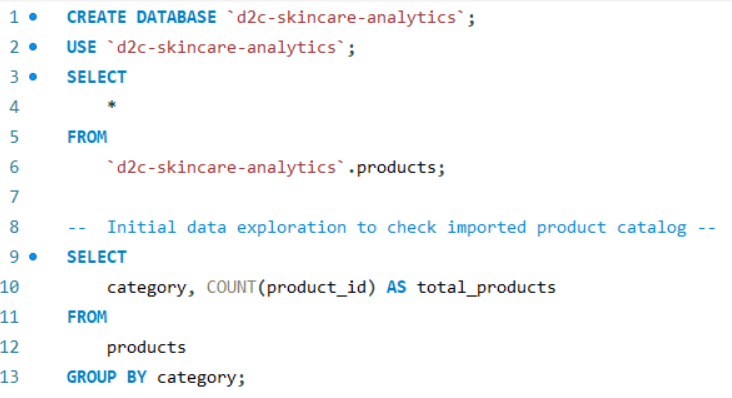 1 CREATE DATABASE `d2c-skincare-analytics`;
2 USE `d2c-skincare-analytics`;
3 SELECT
4 *
5 FROM
6 `d2c-skincare-analytics`.products;
7
8 -- Initial data exploration to check imported product catalog --
9 SELECT
10 category, COUNT(product_id) AS total_products
11 FROM
12 products
13 GROUP BY category;